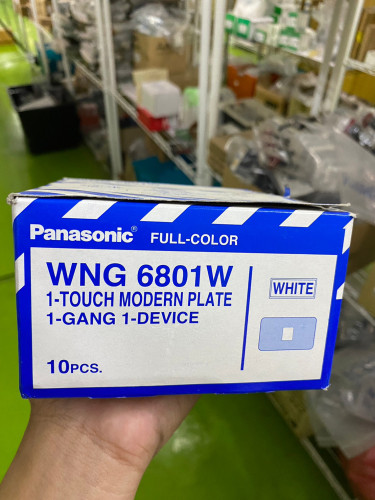 Panasonic FULL-COLOR
WNG 6801W
1-TOUCH MODERN PLATE
1-GANG 1-DEVICE
WHITE
10PCS.